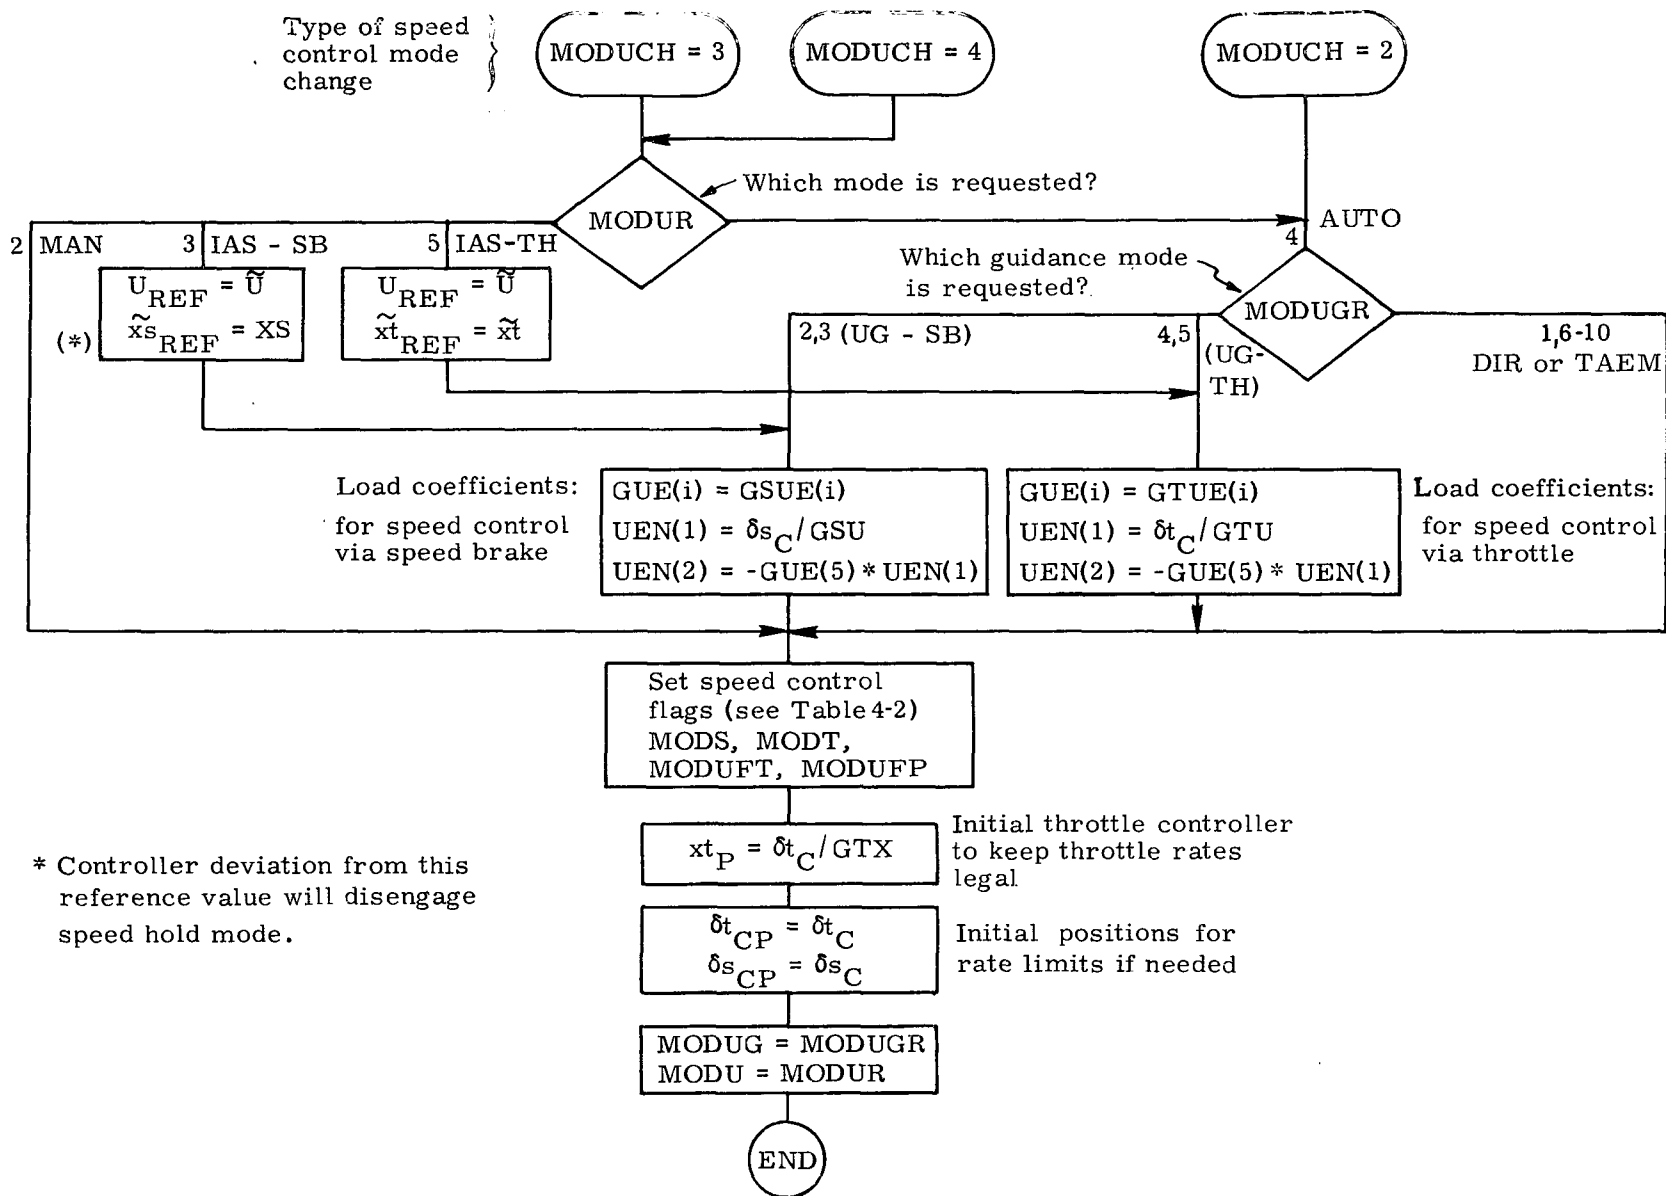 Type of speed
control mode
change
MODUCH = 3
MODUCH = 4
MODUCH = 2
Which mode is requested?
MODUR
AUTO
2 MAN
3 IAS - SB
5 IAS-TH
4
Which guidance mode
is requested?
MODUGR
U_REF = Ũ
x̃s_REF = XS
(*)
U_REF = Ũ
x̃t_REF = x̃t
2,3 (UG - SB)
4,5
(UG-
TH)
1,6-10
DIR or TAEM
Load coefficients:
for speed control
via speed brake
GUE(i) = GSUE(i)
UEN(1) = δs_C/GSU
UEN(2) = -GUE(5)* UEN(1)
GUE(i) = GTUE(i)
UEN(1) = δt_C/GTU
UEN(2) = -GUE(5)* UEN(1)
Load coefficients:
for speed control
via throttle
Set speed control
flags (see Table 4-2)
MODS, MODT,
MODUFT, MODUFP
xt_P = δt_C/GTX
Initial throttle controller
to keep throttle rates
legal
* Controller deviation from this
reference value will disengage
speed hold mode.
δt_CP = δt_C
δs_CP = δs_C
Initial positions for
rate limits if needed
MODUG = MODUGR
MODU = MODUR
END